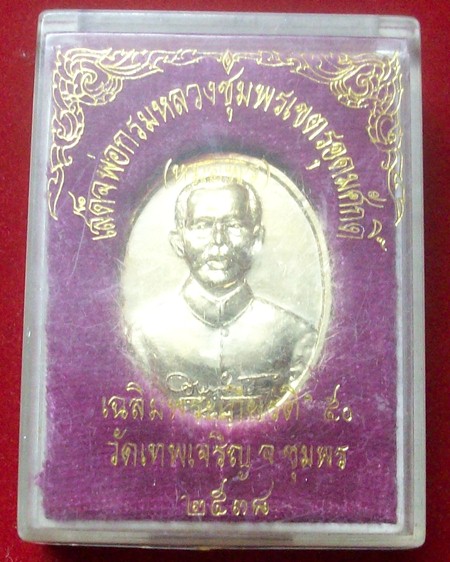 เสด็จพ่อกรมหลวงชุมพรเขตรอุดมศักดิ์
เฉลิมพระเกียรติ ๕๐
วัดเทพเจริญ จ.ชุมพร
๒๕๓๘